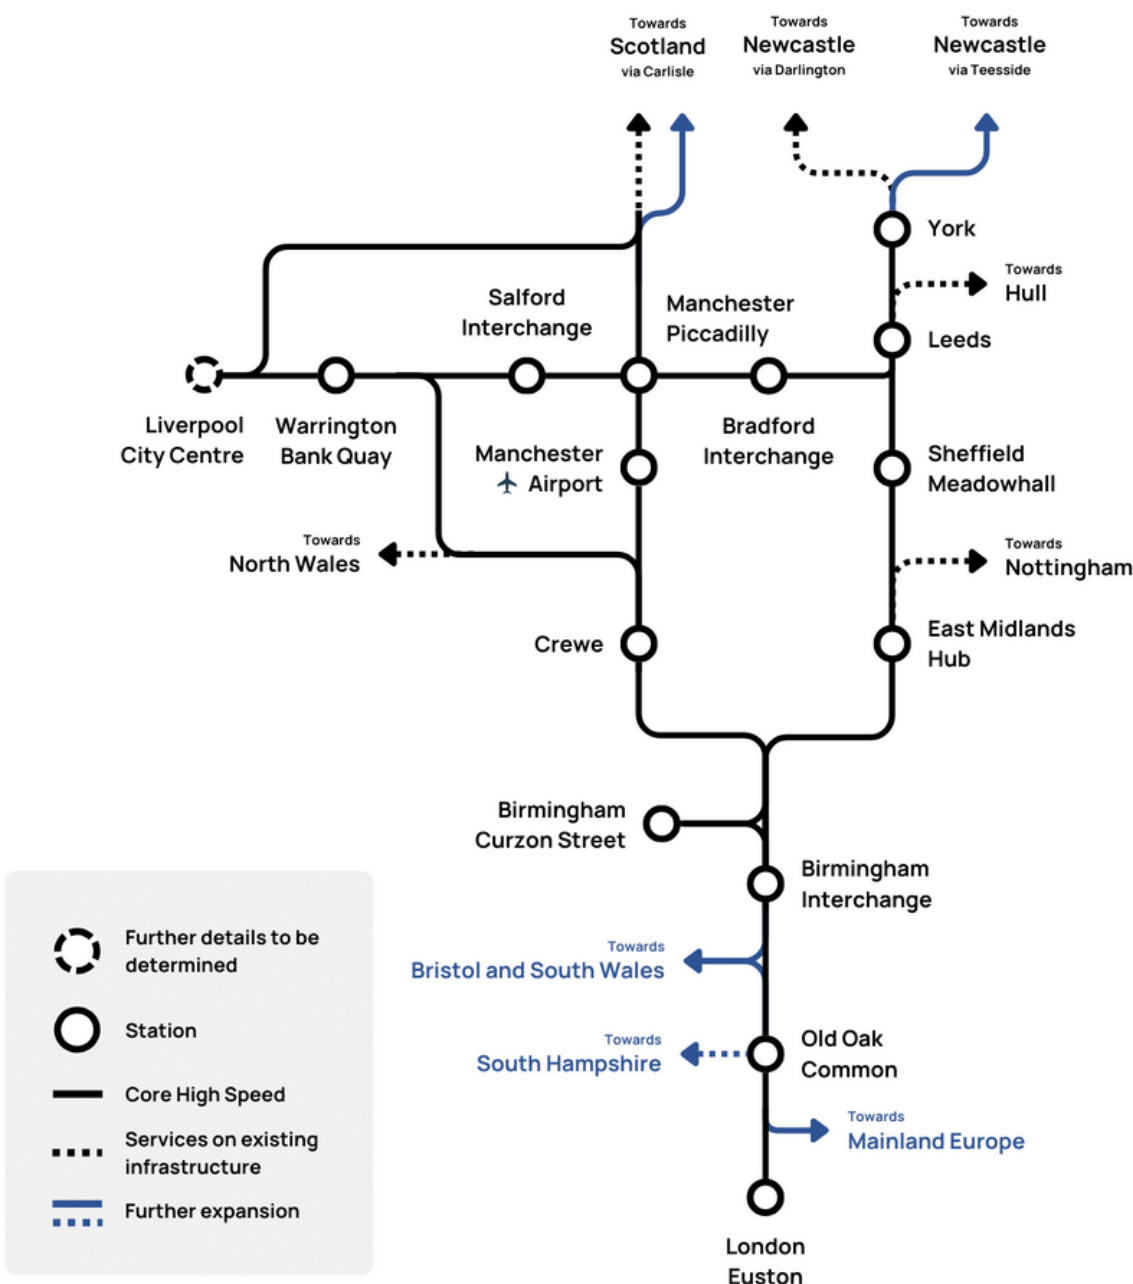 Towards
Scotland
via Carlisle
Towards
Newcastle
via Darlington
Towards
Newcastle
via Teesside
York
Towards
Hull
Salford
Interchange
Manchester
Piccadilly
Leeds
Liverpool
City Centre
Warrington
Bank Quay
Bradford
Interchange
Manchester
Airport
Sheffield
Meadowhall
Towards
North Wales
Towards
Nottingham
Crewe
East Midlands
Hub
Birmingham
Curzon Street
Birmingham
Interchange
Towards
Bristol and South Wales
Towards
South Hampshire
Old Oak
Common
Towards
Mainland Europe
London
Euston
Further details to be
determined
Station
Core High Speed
Services on existing
infrastructure
Further expansion